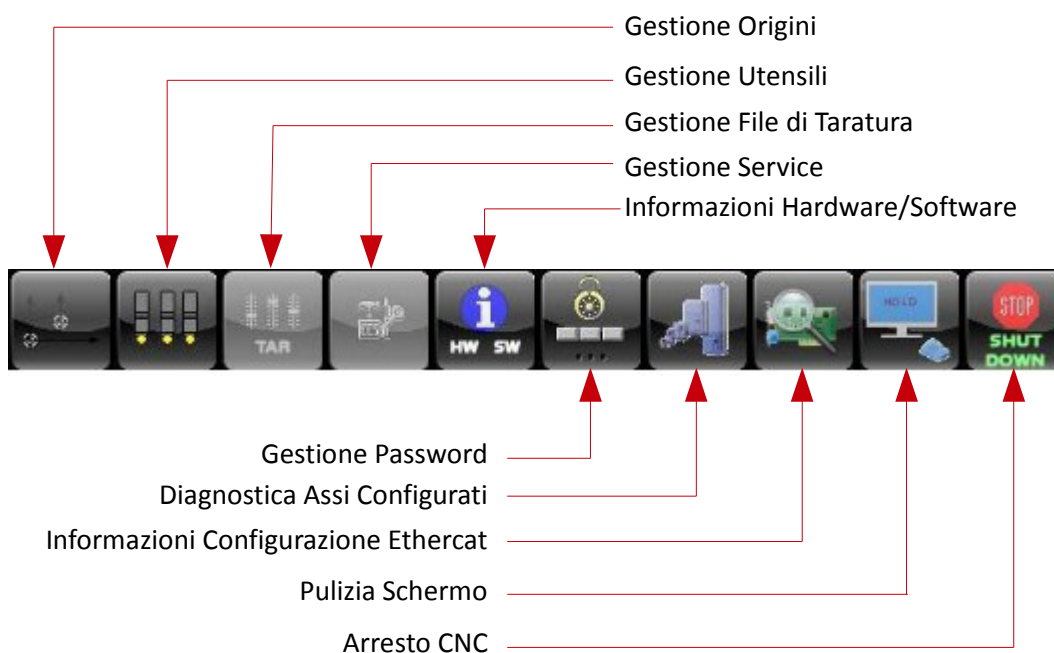 Gestione Origini
Gestione Utensili
Gestione File di Taratura
Gestione Service
Informazioni Hardware/Software
TAR
HW SW
HOLD
STOP
SHUT
DOWN
Gestione Password
Diagnostica Assi Configurati
Informazioni Configurazione Ethercat
Pulizia Schermo
Arresto CNC